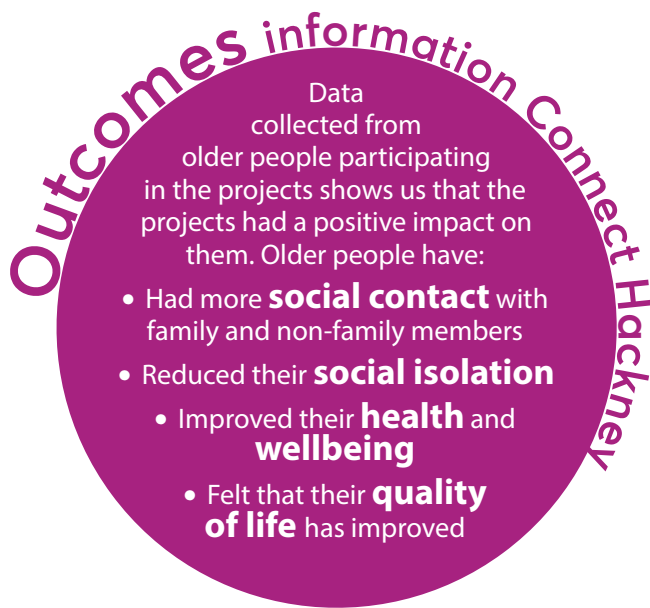 Outcomes information Connect Hackney
Data
collected from
older people participating
in the projects shows us that the
projects had a positive impact on
them. Older people have:
• Had more social contact with
family and non-family members
• Reduced their social isolation
• Improved their health and
wellbeing
• Felt that their quality
of life has improved